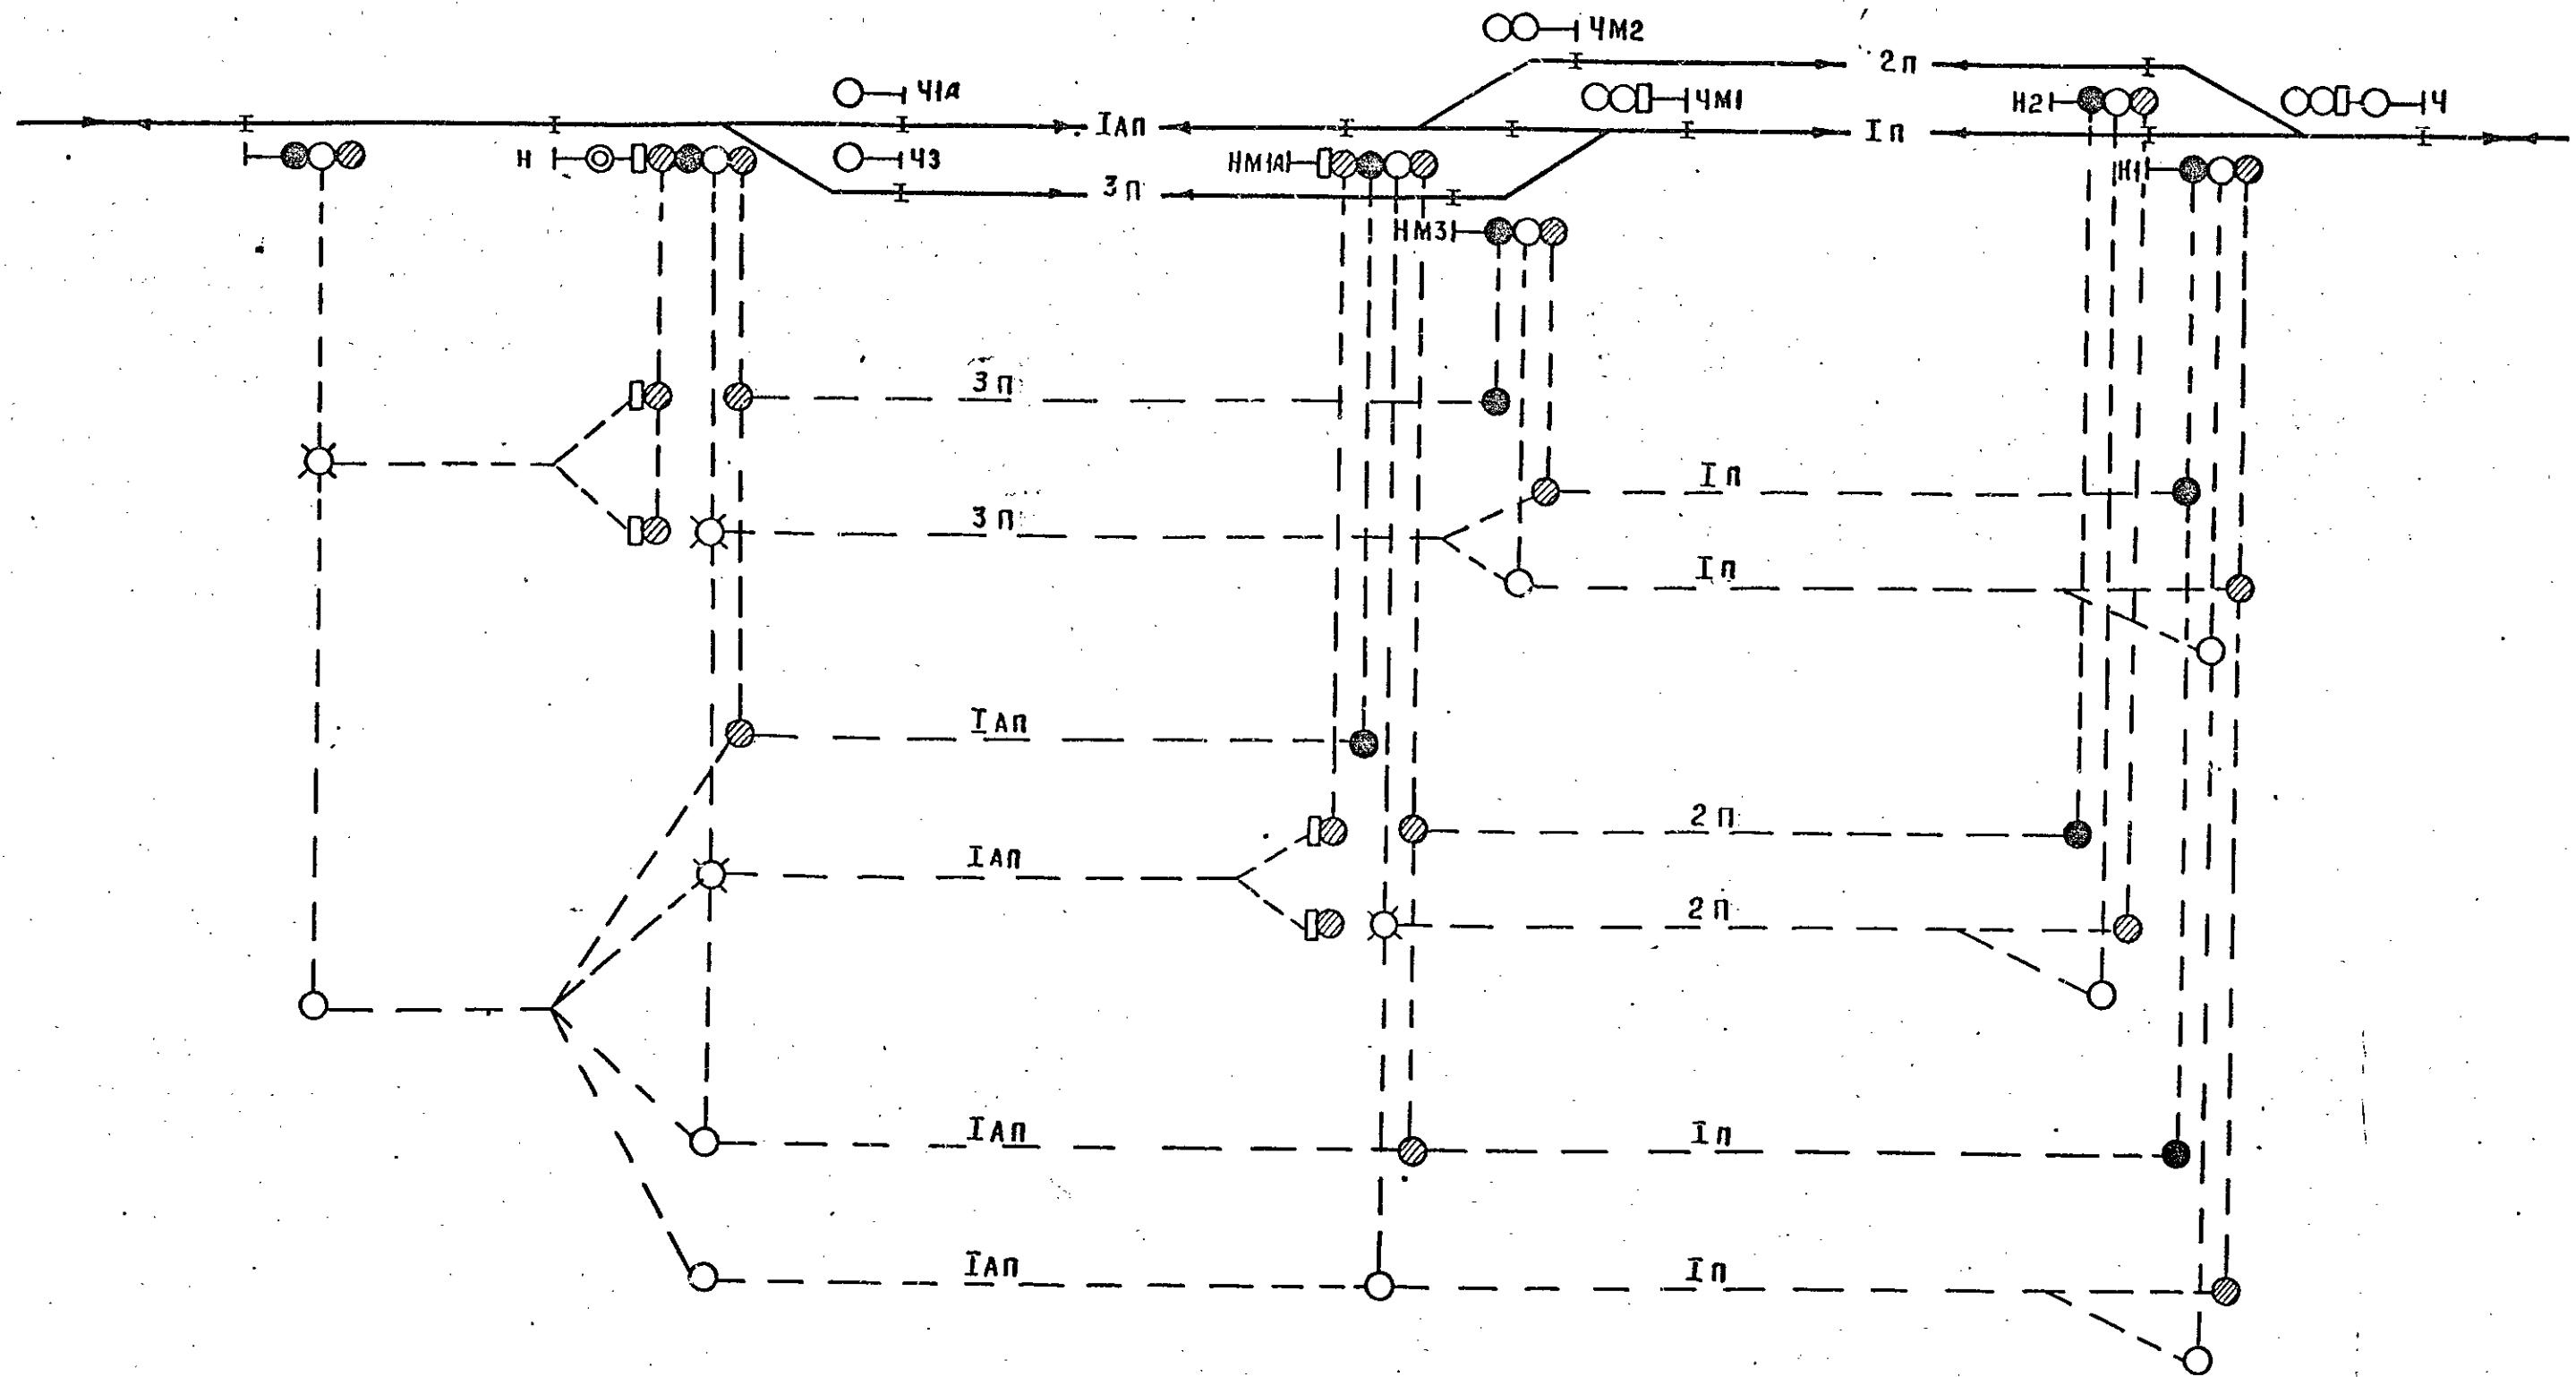 ЧМ2
2П
Ч1А
ЧМ1
Н2
Ч
IАП
IП
Н
Ч3
НМ1А
Н1
3П
НМ3
3П
IП
3П
IП
IАП
2П
IАП
2П
IАП
IП
IАП
IП